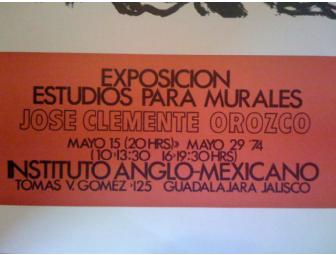 EXPOSICION
ESTUDIOS PARA MURALES
JOSE CLEMENTE OROZCO
MAYO 15 (20 HRS)» MAYO 29 74
(10·13:30 16·19:30 HRS)
INSTITUTO ANGLO-MEXICANO
TOMAS V. GOMÉZ ·125 GUADALAJARA JALISCO